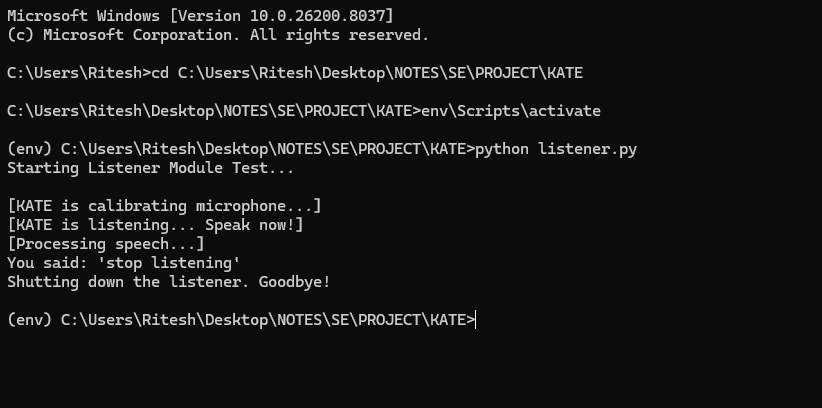 Microsoft Windows [Version 10.0.26200.8037]
(c) Microsoft Corporation. All rights reserved.
C:\Users\Ritesh>cd C:\Users\Ritesh\Desktop\NOTES\SE\PROJECT\KATE
C:\Users\Ritesh\Desktop\NOTES\SE\PROJECT\KATE>env\Scripts\activate
(env) C:\Users\Ritesh\Desktop\NOTES\SE\PROJECT\KATE>python listener.py
Starting Listener Module Test...
[KATE is calibrating microphone...]
[KATE is listening... Speak now!]
[Processing speech...]
You said: 'stop listening'
Shutting down the listener. Goodbye!
(env) C:\Users\Ritesh\Desktop\NOTES\SE\PROJECT\KATE>